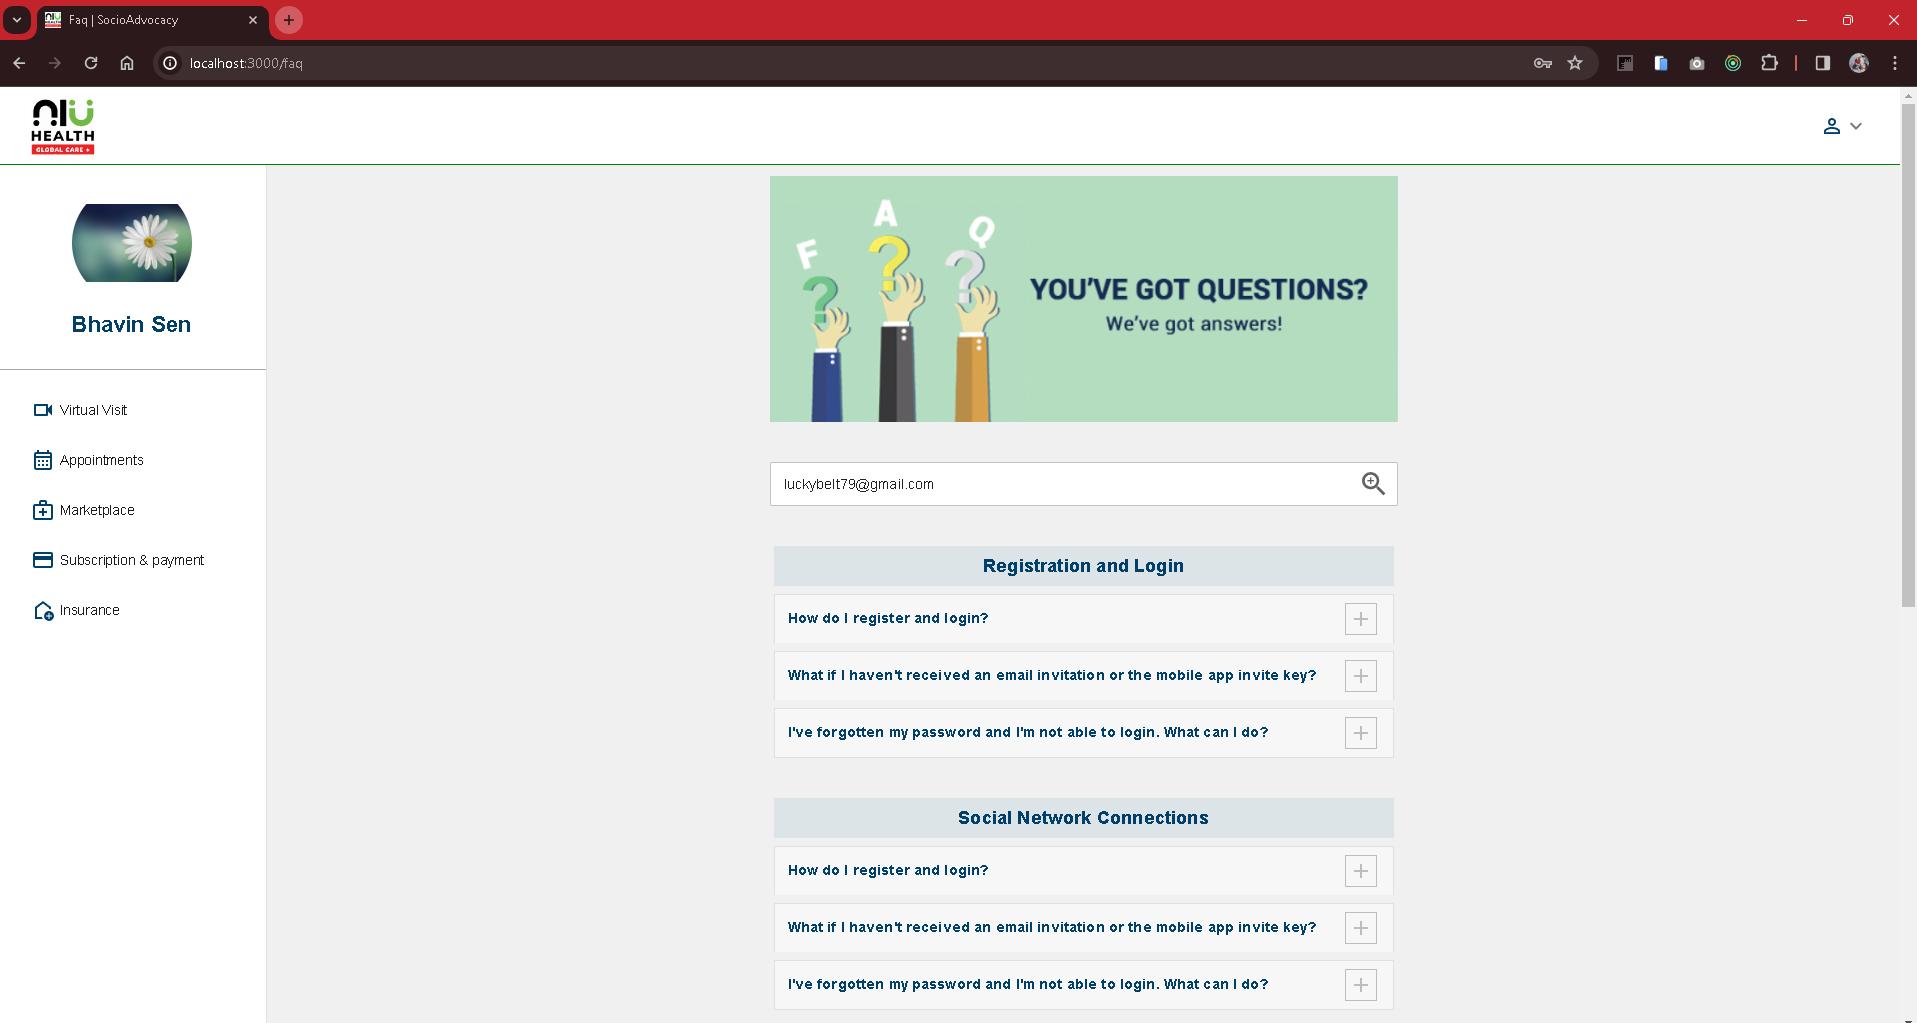 Faq | SocioAdvocacy
localhost:3000/faq
NIU
HEALTH
GLOBAL CARE +
Bhavin Sen
Virtual Visit
Appointments
Marketplace
Subscription & payment
Insurance
F A Q
YOU'VE GOT QUESTIONS?
We've got answers!
luckybelt79@gmail.com
Registration and Login
How do I register and login?
What if I haven't received an email invitation or the mobile app invite key?
I've forgotten my password and I'm not able to login. What can I do?
Social Network Connections
How do I register and login?
What if I haven't received an email invitation or the mobile app invite key?
I've forgotten my password and I'm not able to login. What can I do?